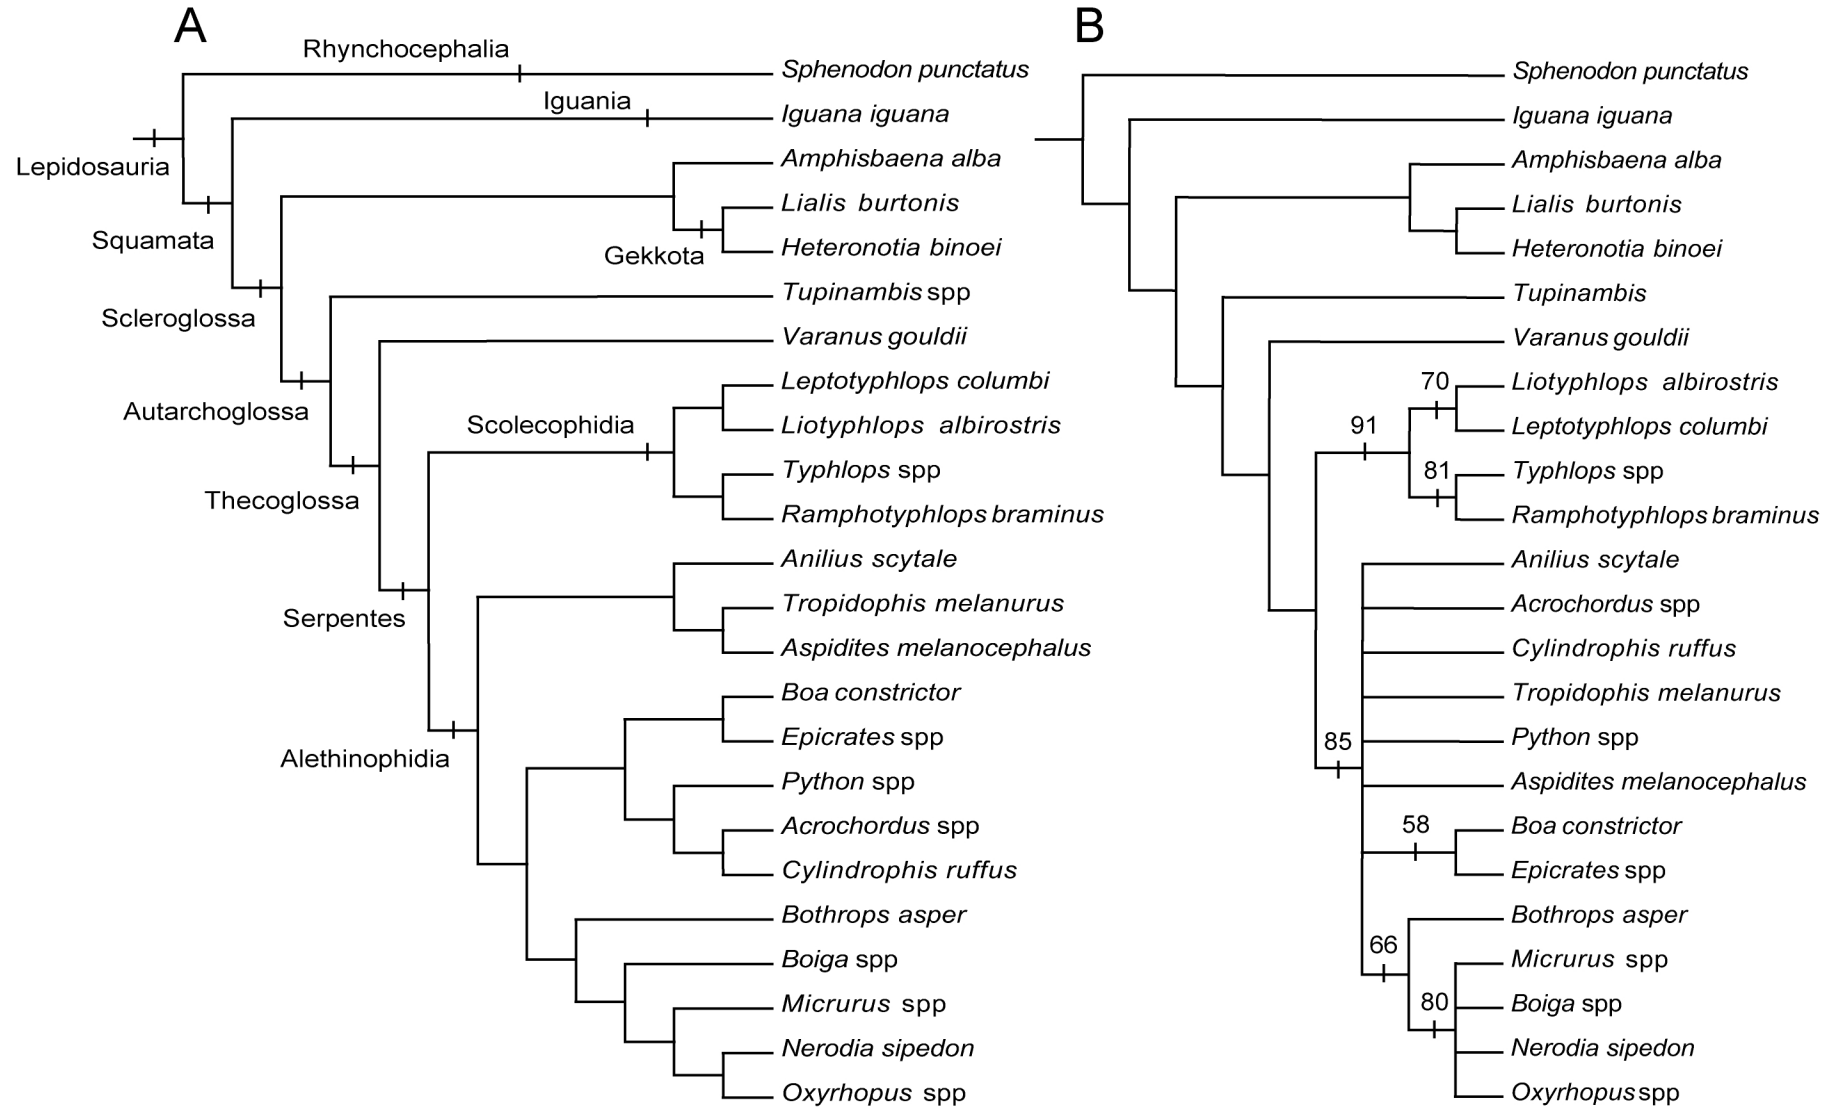 A
Rhynchocephalia
Sphenodon punctatus
Iguania
Iguana iguana
Lepidosauria
Amphisbaena alba
Lialis burtonis
Squamata
Gekkota
Heteronotia binoei
Tupinambis spp
Scleroglossa
Varanus gouldii
Leptotyphlops columbi
Autarchoglossa
Scolecophidia
Liotyphlops albirostris
Typhlops spp
Thecoglossa
Ramphotyphlops braminus
Anilius scytale
Serpentes
Tropidophis melanurus
Aspidites melanocephalus
Boa constrictor
Epicrates spp
Alethinophidia
Python spp
Acrochordus spp
Cylindrophis ruffus
Bothrops asper
Boiga spp
Micrurus spp
Nerodia sipedon
Oxyrhopus spp
B
Sphenodon punctatus
Iguana iguana
Amphisbaena alba
Lialis burtonis
Heteronotia binoei
Tupinambis
Varanus gouldii
70
Liotyphlops albirostris
91
Leptotyphlops columbi
81
Typhlops spp
Ramphotyphlops braminus
Anilius scytale
Acrochordus spp
Cylindrophis ruffus
Tropidophis melanurus
85
Python spp
Aspidites melanocephalus
58
Boa constrictor
Epicrates spp
Bothrops asper
66
Micrurus spp
80
Boiga spp
Nerodia sipedon
Oxyrhopus spp